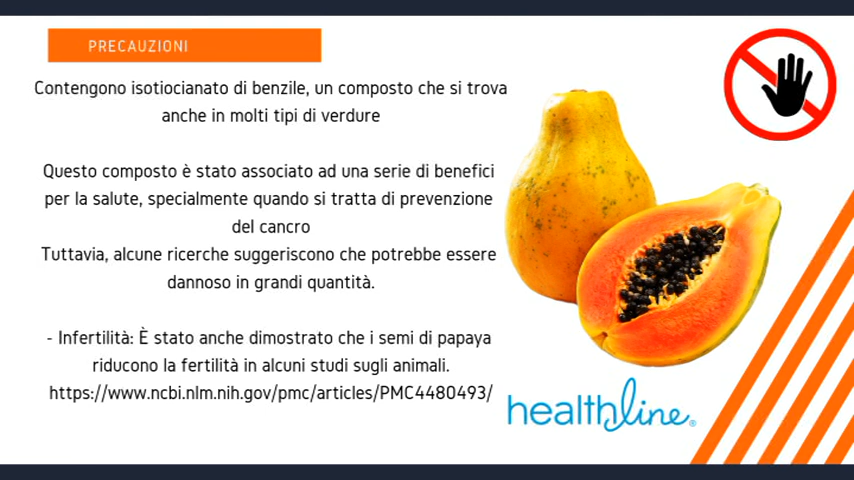 PRECAUZIONI
Contengono isotiocianato di benzile, un composto che si trova
anche in molti tipi di verdure
Questo composto è stato associato ad una serie di benefici
per la salute, specialmente quando si tratta di prevenzione
del cancro
Tuttavia, alcune ricerche suggeriscono che potrebbe essere
dannoso in grandi quantità.
- Infertilità: È stato anche dimostrato che i semi di papaya
riducono la fertilità in alcuni studi sugli animali.
https://www.ncbi.nlm.nih.gov/pmc/articles/PMC4480493/
healthline®